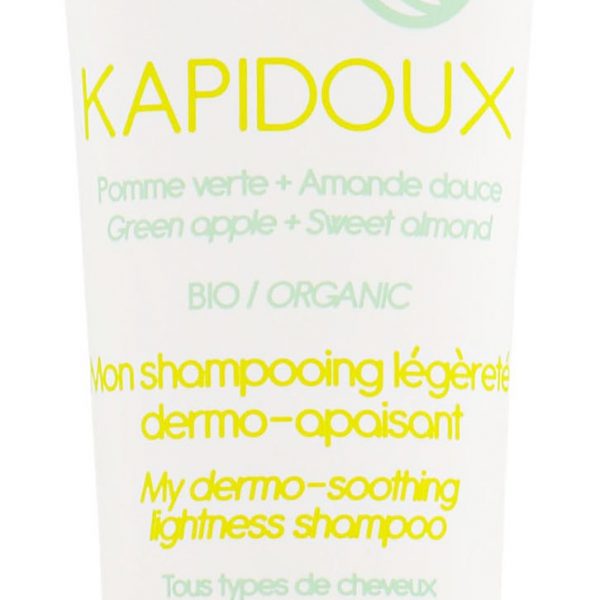 KAPIDOUX
Pomme verte + Amande douce
Green apple + Sweet almond
BIO / ORGANIC
Mon shampooing légèreté
dermo-apaisant
My dermo-soothing
lightness shampoo
Tous types de cheveux